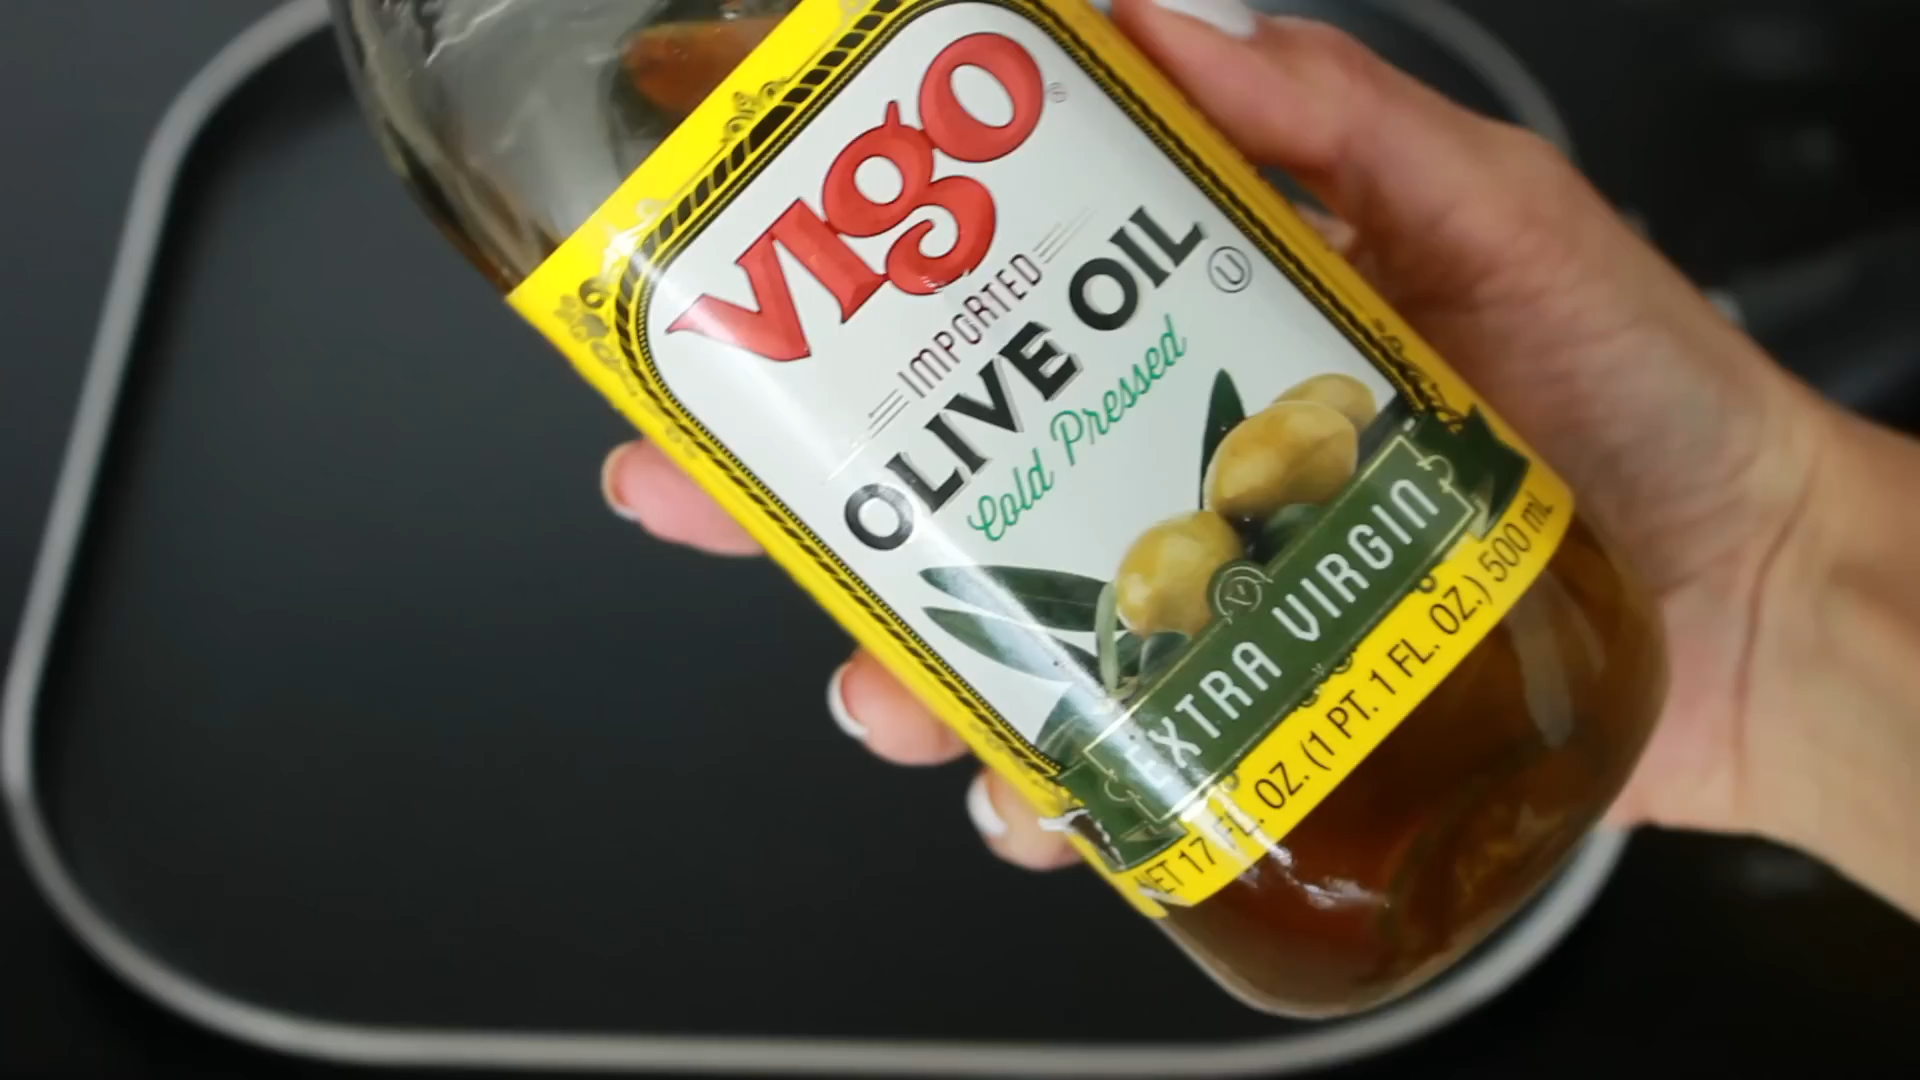 Vigo®
IMPORTED
OLIVE OIL
U
Cold Pressed
V
EXTRA VIRGIN
NET 17 FL. OZ. (1 PT. 1 FL. OZ.) 500 mL